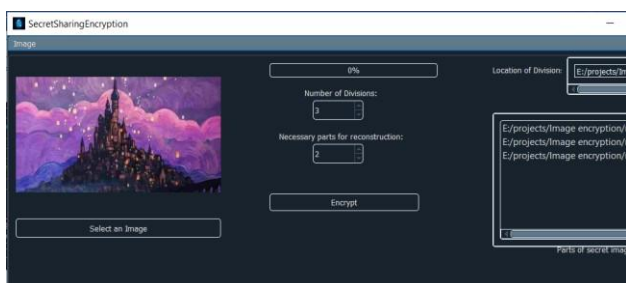 SecretSharingEncryption
Image
0%
Location of Division:
E:/projects/Im
Number of Divisions:
3
Necessary parts for reconstruction:
2
E:/projects/Image encryption/
E:/projects/Image encryption/
E:/projects/Image encryption/
Encrypt
Select an Image
Parts of secret imag